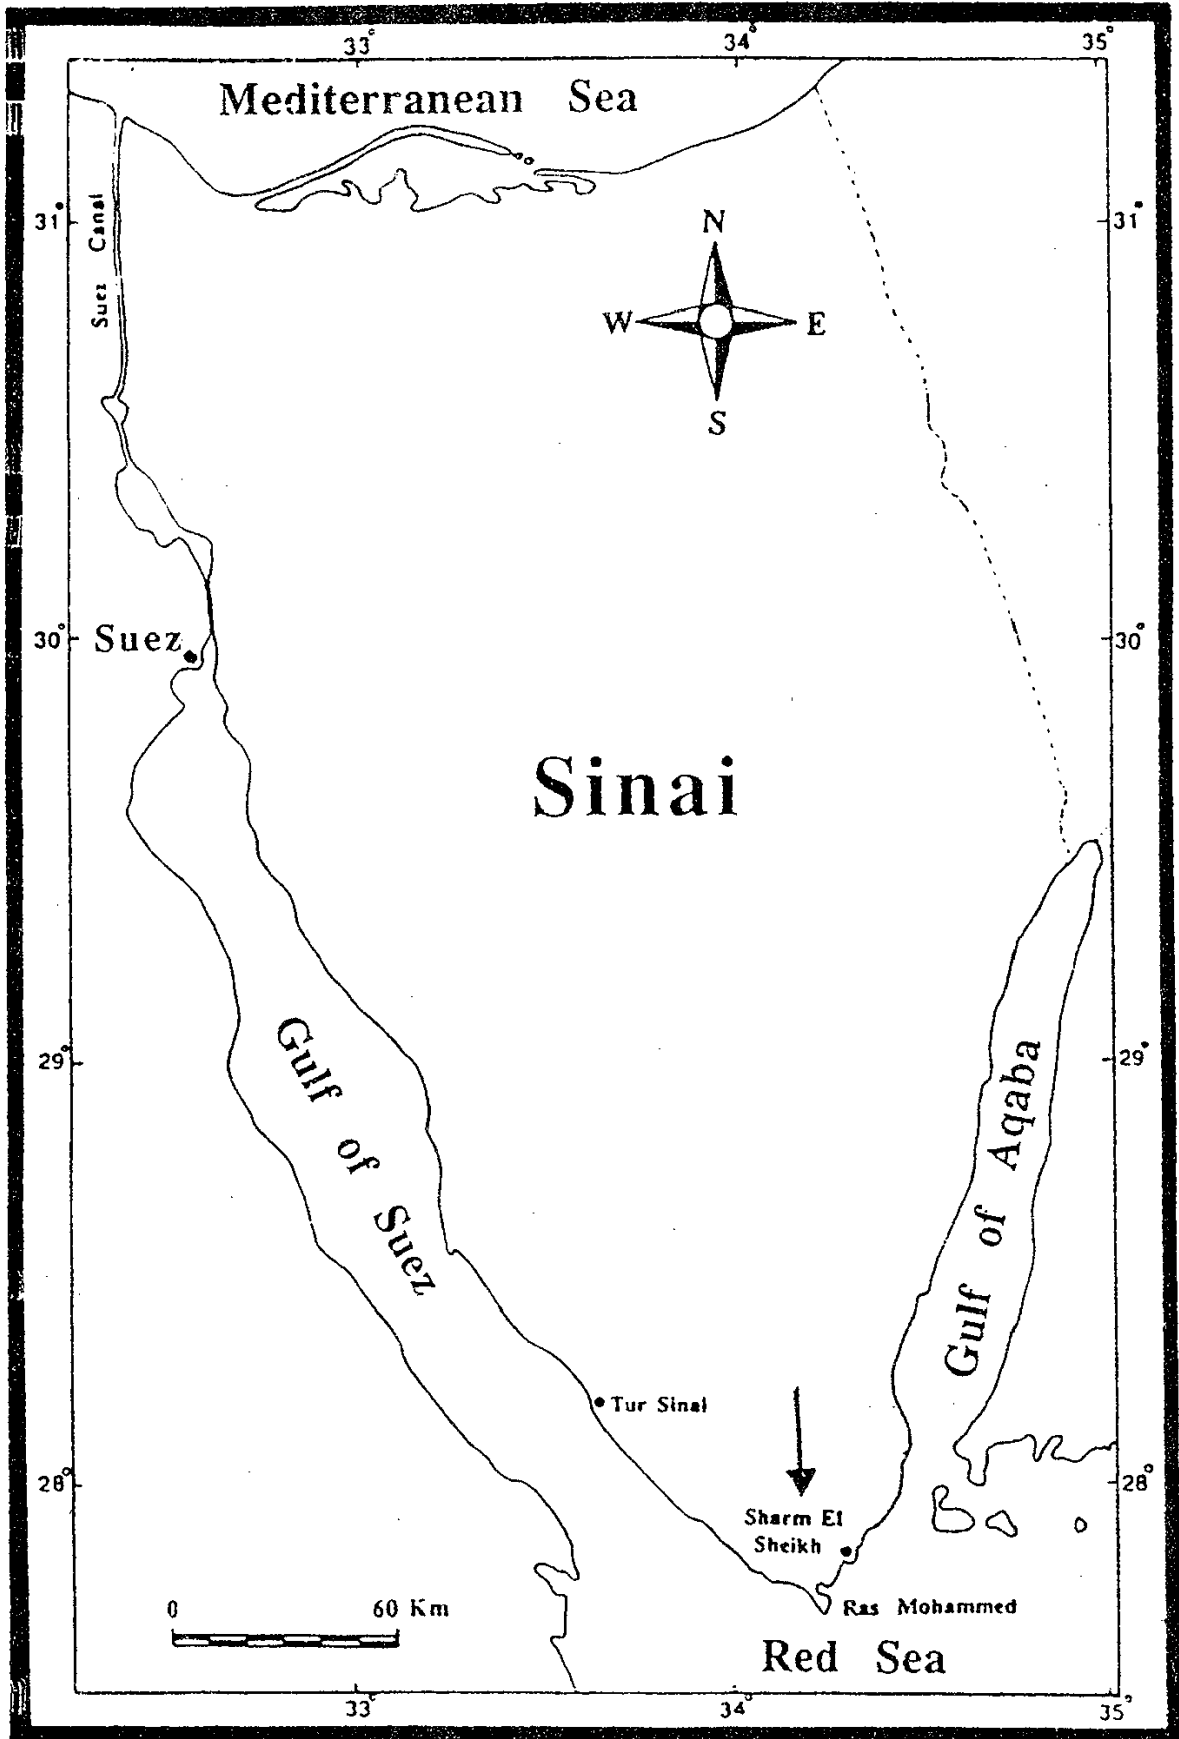 33°
34°
35°
Mediterranean Sea
31°
31°
Suez Canal
N
W
E
S
30°
Suez
30°
Sinai
29°
29°
Gulf of Suez
Gulf of Aqaba
Tur Sinai
28°
28°
Sharm El
Sheikh
Ras Mohammed
0
60 Km
Red Sea
33°
34°
35°